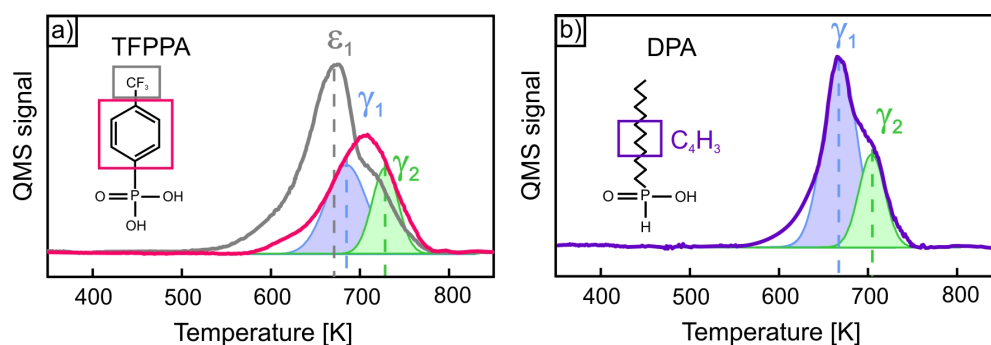 a)
TFPPA
CF₃
O
P
OH
OH
ε₁
γ₁
γ₂
QMS signal
400 500 600 700 800
Temperature [K]
b)
DPA
C₄H₃
O
P
OH
H
γ₁
γ₂
QMS signal
400 500 600 700 800
Temperature [K]